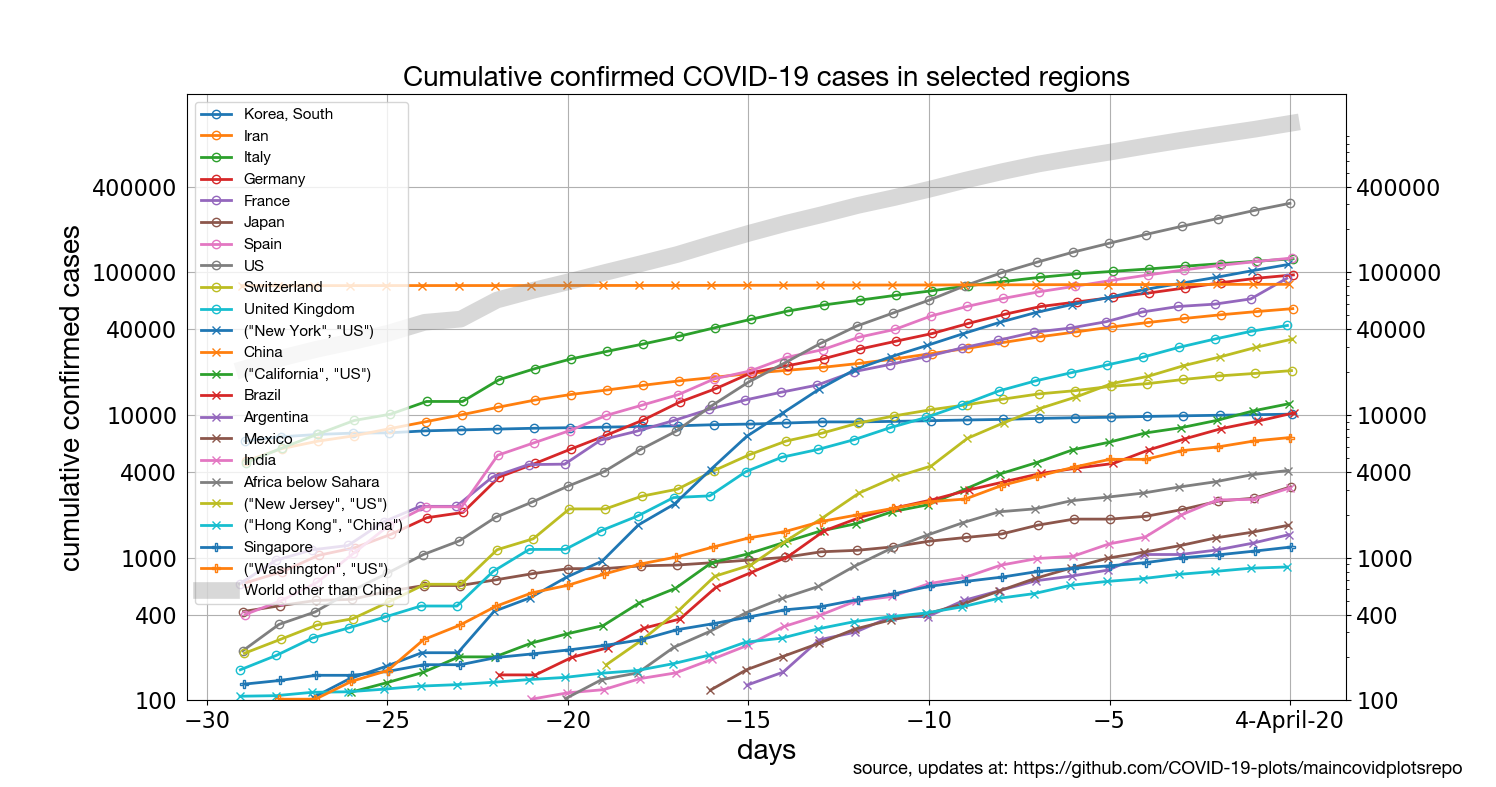 Cumulative confirmed COVID-19 cases in selected regions
Korea, South
Iran
Italy
Germany
France
Japan
Spain
US
Switzerland
United Kingdom
("New York", "US")
China
("California", "US")
Brazil
Argentina
Mexico
India
Africa below Sahara
("New Jersey", "US")
("Hong Kong", "China")
Singapore
("Washington", "US")
World other than China
cumulative confirmed cases
400000
100000
40000
10000
4000
1000
400
100
400000
100000
40000
10000
4000
1000
400
100
−30 −25 −20 −15 −10 −5 4-April-20
days
source, updates at: https://github.com/COVID-19-plots/maincovidplotsrepo